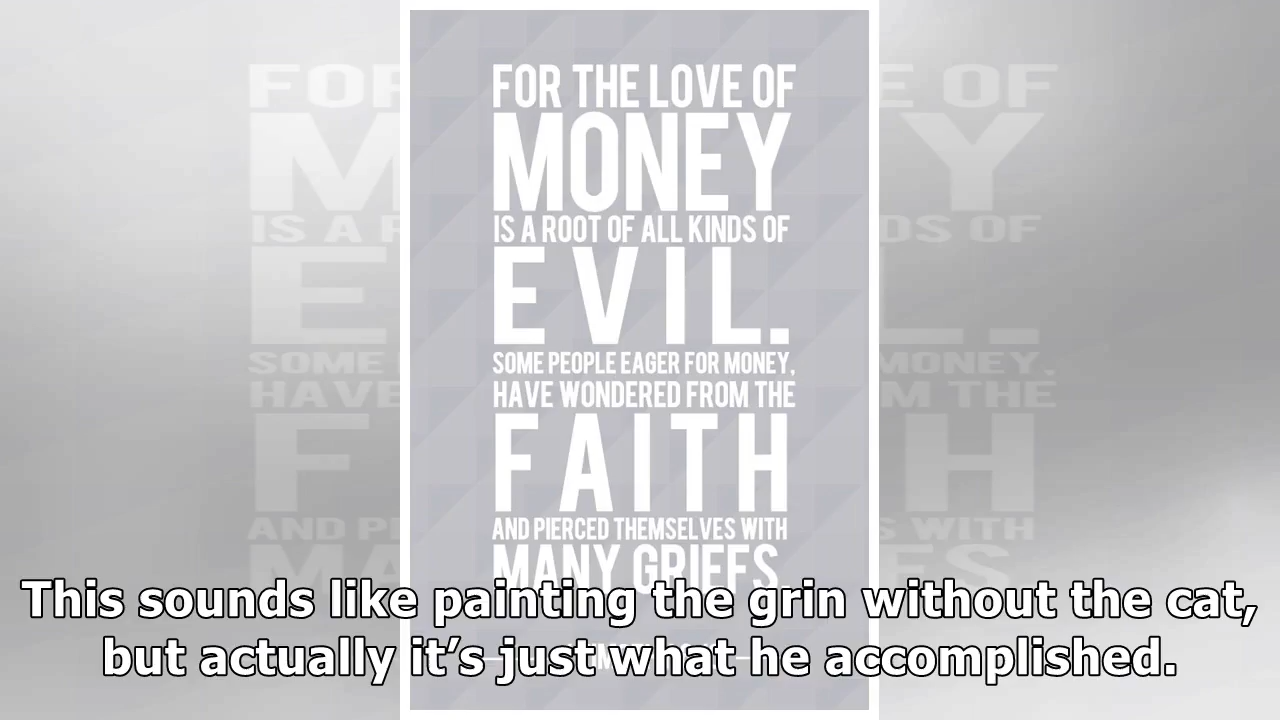 FOR THE LOVE OF
MONEY
IS A ROOT OF ALL KINDS OF
EVIL.
SOME PEOPLE EAGER FOR MONEY,
HAVE WONDERED FROM THE
FAITH
AND PIERCED THEMSELVES WITH
MANY GRIEFS.
This sounds like painting the grin without the cat,
but actually it’s just what he accomplished.